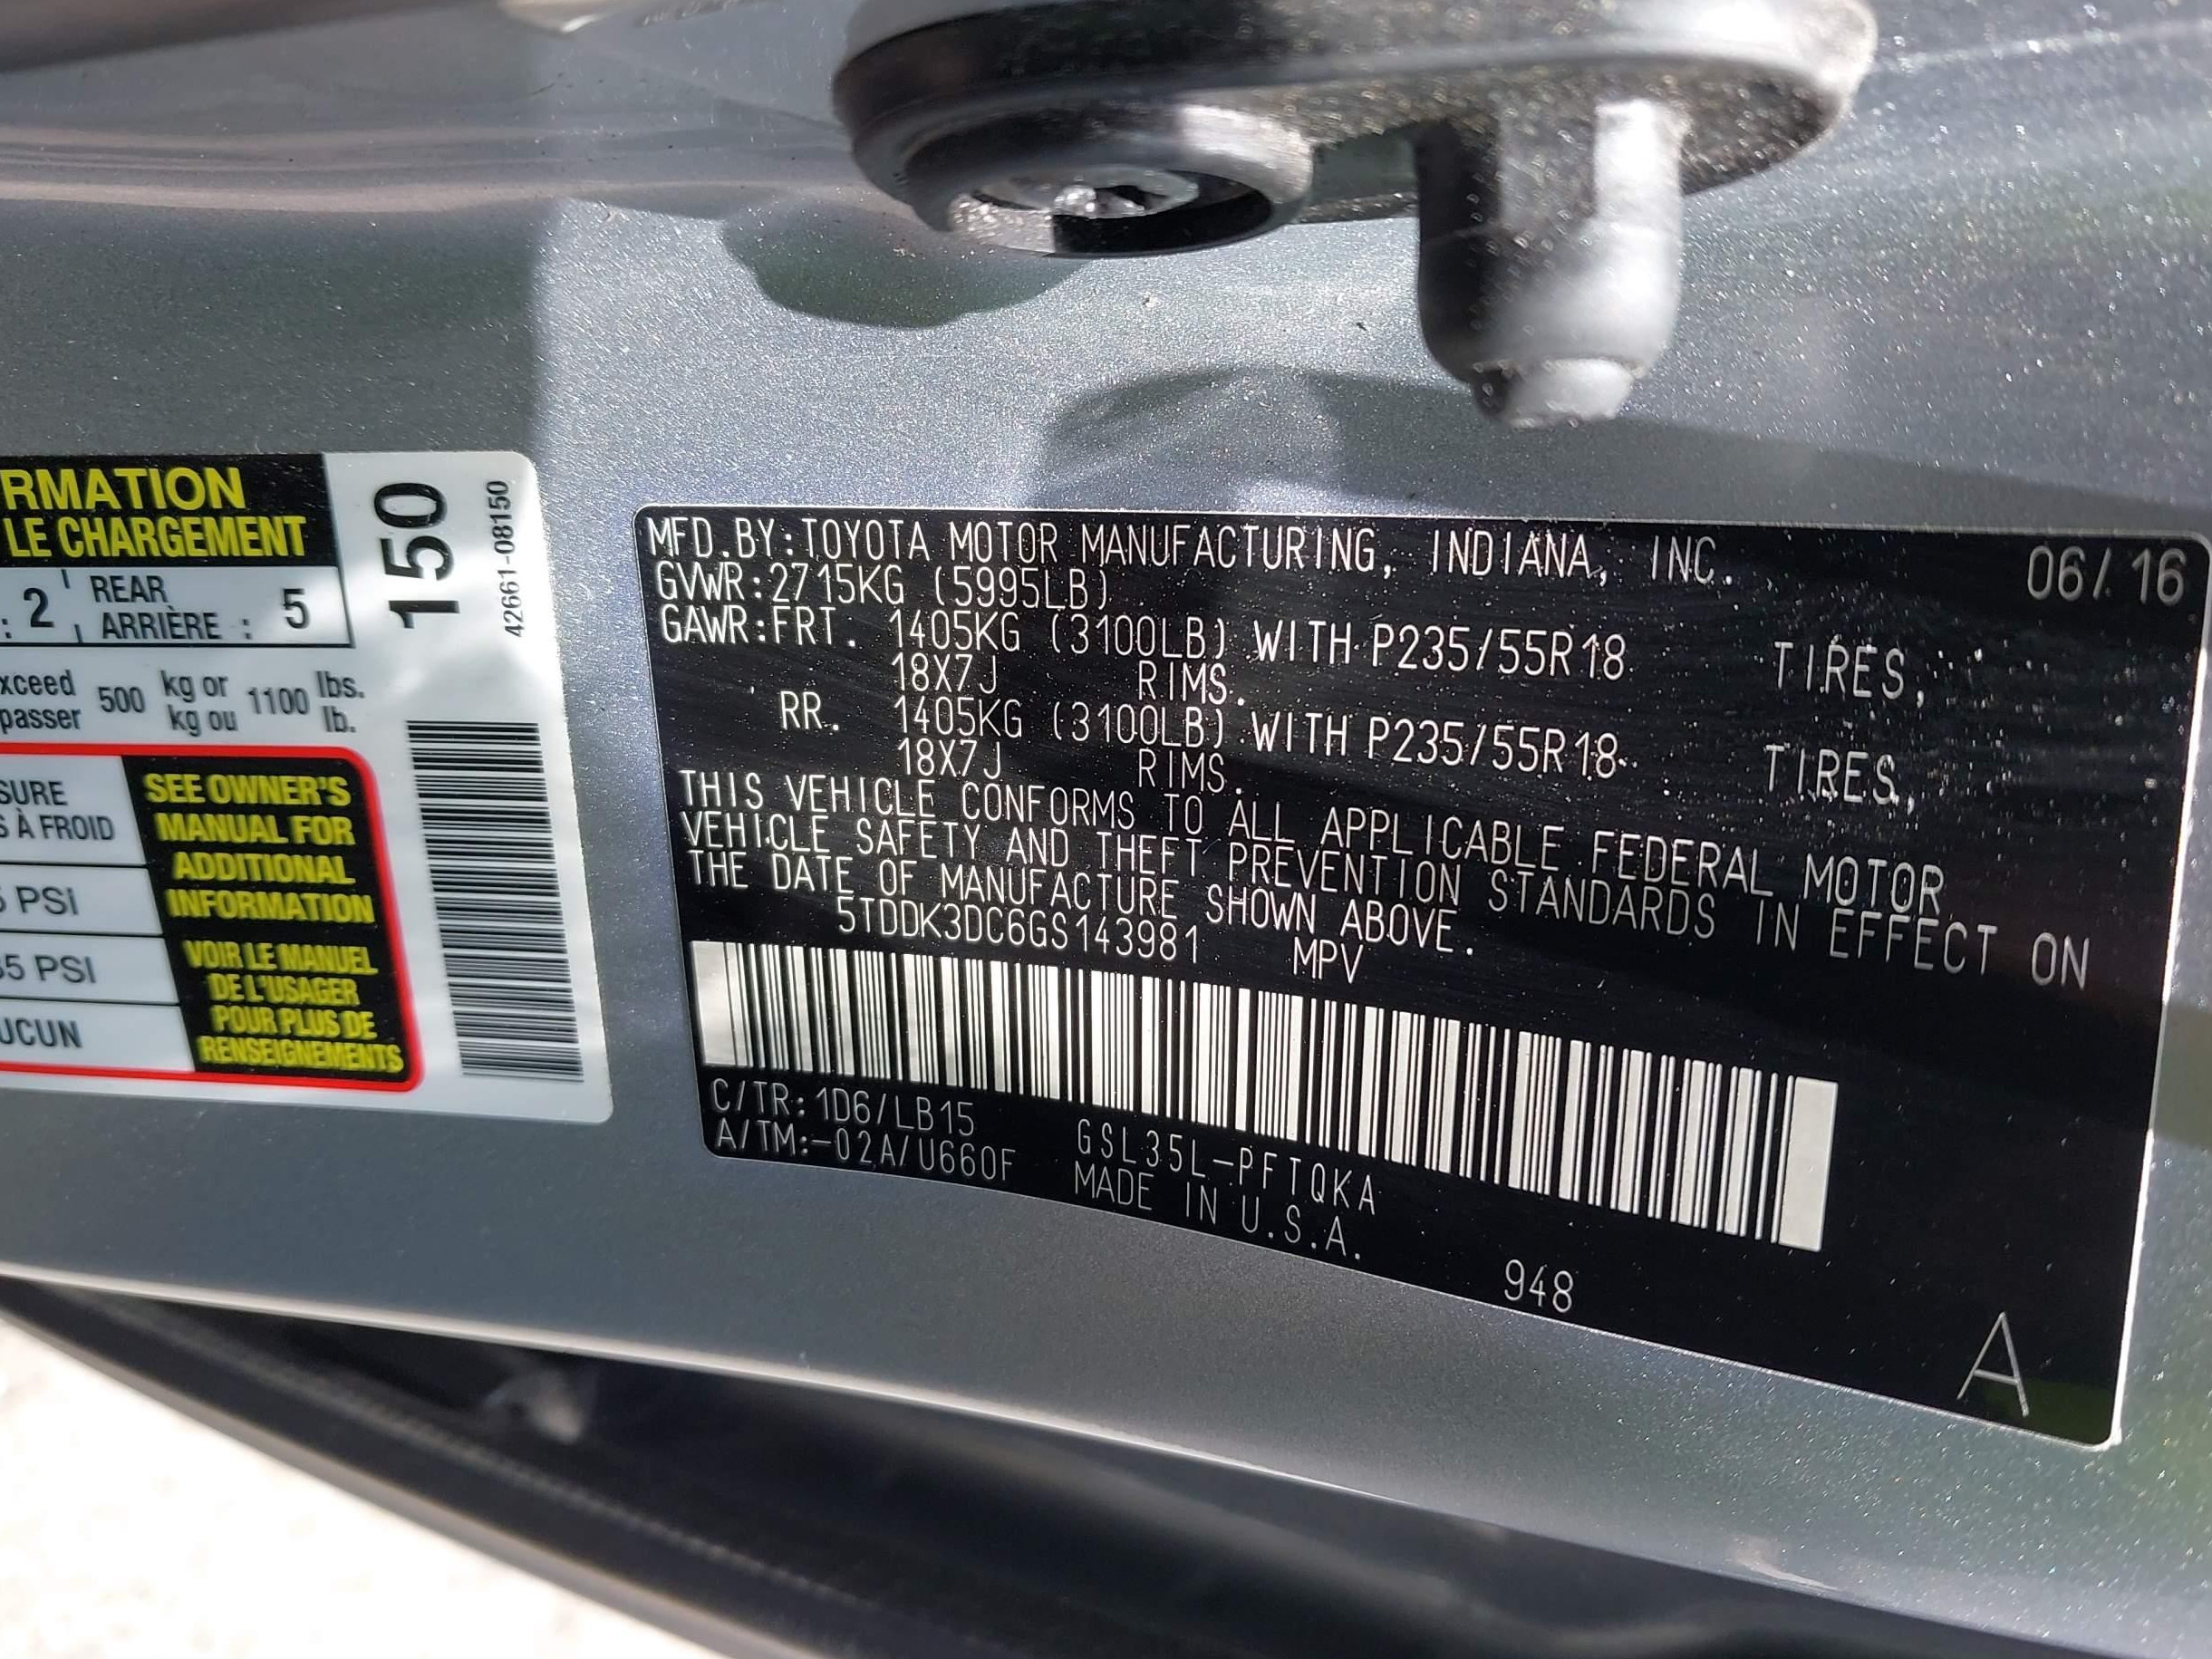 RMATION
LE CHARGEMENT
: 2 REAR ARRIÈRE : 5
xceed 500 kg or 1100 lbs.
passer kg ou lb.
SURE
S À FROID
PSI
35 PSI
UCUN
SEE OWNER'S
MANUAL FOR
ADDITIONAL
INFORMATION
VOIR LE MANUEL
DE L'USAGER
POUR PLUS DE
RENSEIGNEMENTS
150
42661-08150
MFD.BY:TOYOTA MOTOR MANUFACTURING, INDIANA, INC. 06/16
GVWR:2715KG (5995LB)
GAWR:FRT. 1405KG (3100LB) WITH P235/55R18 TIRES,
18X7J RIMS.
RR. 1405KG (3100LB) WITH P235/55R18 TIRES,
18X7J RIMS.
THIS VEHICLE CONFORMS TO ALL APPLICABLE FEDERAL MOTOR
VEHICLE SAFETY AND THEFT PREVENTION STANDARDS IN EFFECT ON
THE DATE OF MANUFACTURE SHOWN ABOVE.
5TDDK3DC6GS143981 MPV
C/TR:1D6/LB15 GSL35L-PFTQKA
A/TM:-02A/U660F MADE IN U.S.A.
948
A